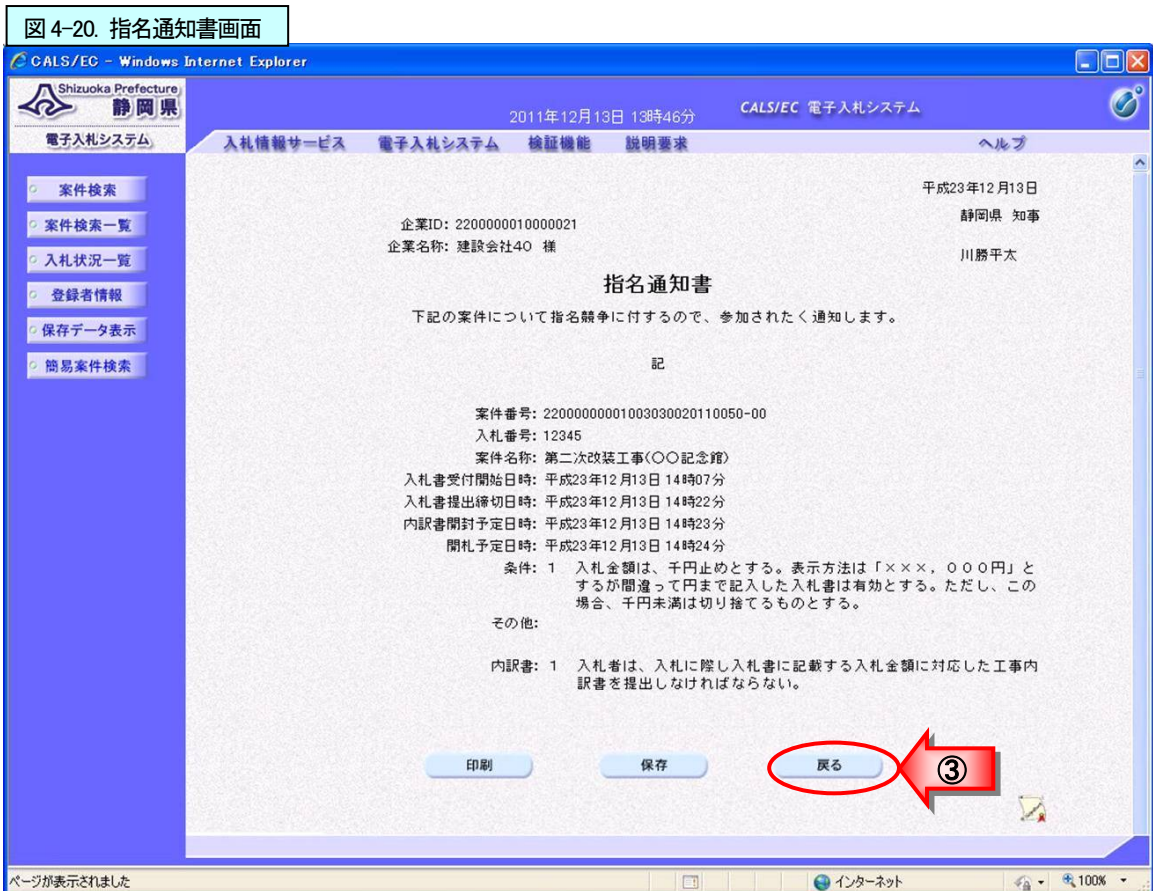 図 4-20. 指名通知書画面
CALS/EC - Windows Internet Explorer
Shizuoka Prefecture
静岡県
2011年12月13日 13時46分
CALS/EC 電子入札システム
電子入札システム
入札情報サービス 電子入札システム 検証機能 説明要求 ヘルプ
案件検索
案件検索一覧
入札状況一覧
登録者情報
保存データ表示
簡易案件検索
平成23年12月13日
静岡県 知事
企業ID: 2200000010000021
企業名称: 建設会社40 様
川勝平太
指名通知書
下記の案件について指名競争に付するので、参加されたく通知します。
記
案件番号: 22000000001003030020110050-00
入札番号: 12345
案件名称: 第二次改装工事(〇〇記念館)
入札書受付開始日時: 平成23年12月13日 14時07分
入札書提出締切日時: 平成23年12月13日 14時22分
内訳書開封予定日時: 平成23年12月13日 14時23分
開札予定日時: 平成23年12月13日 14時24分
条件: 1 入札金額は、千円止めとする。表示方法は「×××，０００円」と
するが間違って円まで記入した入札書は有効とする。ただし、この
場合、千円未満は切り捨てるものとする。
その他:
内訳書: 1 入札者は、入札に際し入札書に記載する入札金額に対応した工事内
訳書を提出しなければならない。
印刷 保存 戻る
③
ページが表示されました インターネット 100%